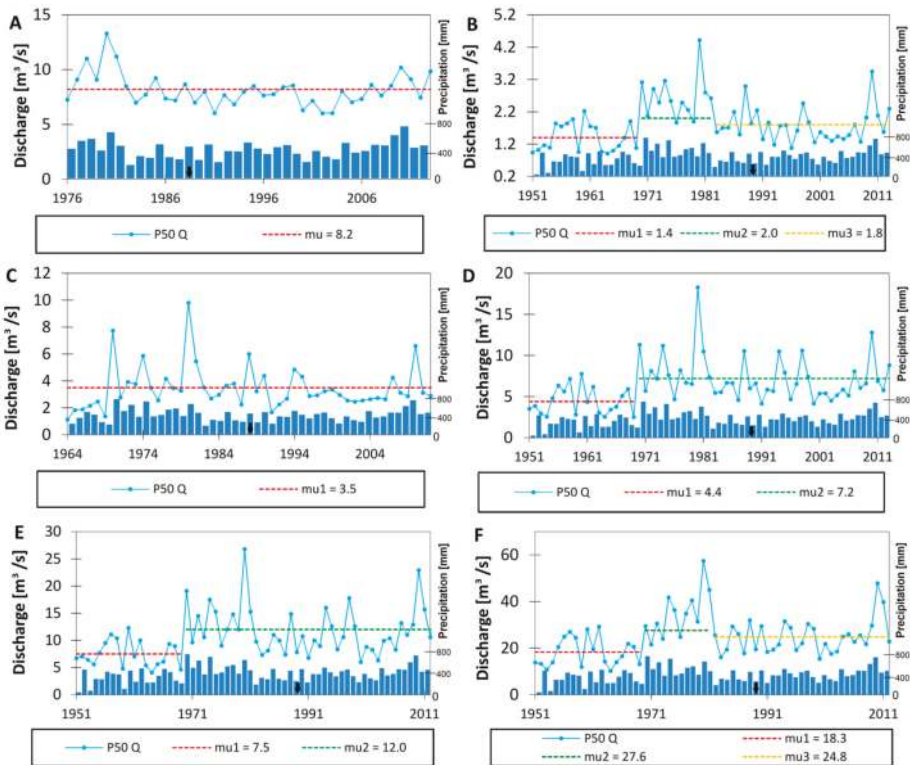 A
B
Discharge [m³/s]
15
10
5
0
800
400
0
Precipitation [mm]
1976 1986 1996 2006
P50 Q mu = 8.2
Discharge [m³/s]
5.2
4.2
3.2
2.2
1.2
0.2
800
400
0
Precipitation [mm]
1951 1961 1971 1981 1991 2001 2011
P50 Q mu1 = 1.4 mu2 = 2.0 mu3 = 1.8
C
D
Discharge [m³/s]
12
10
8
6
4
2
0
800
400
0
Precipitation [mm]
1964 1974 1984 1994 2004
P50 Q mu1 = 3.5
Discharge [m³/s]
20
15
10
5
0
800
400
0
Precipitation [mm]
1951 1961 1971 1981 1991 2001 2011
P50 Q mu1 = 4.4 mu2 = 7.2
E
F
Discharge [m³/s]
30
25
20
15
10
5
0
800
400
0
Precipitation [mm]
1951 1971 1991 2011
P50 Q mu1 = 7.5 mu2 = 12.0
Discharge [m³/s]
60
40
20
0
800
400
0
Precipitation [mm]
1951 1971 1991 2011
P50 Q mu1 = 18.3
mu2 = 27.6 mu3 = 24.8